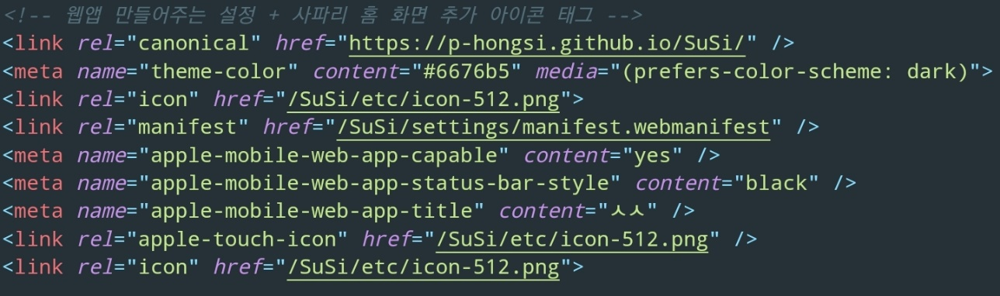 <!-- 웹앱 만들어주는 설정 + 사파리 홈 화면 추가 아이콘 태그 -->
<link rel="canonical" href="https://p-hongsi.github.io/SuSi/" />
<meta name="theme-color" content="#6676b5" media="(prefers-color-scheme: dark)">
<link rel="icon" href="/SuSi/etc/icon-512.png">
<link rel="manifest" href="/SuSi/settings/manifest.webmanifest" />
<meta name="apple-mobile-web-app-capable" content="yes" />
<meta name="apple-mobile-web-app-status-bar-style" content="black" />
<meta name="apple-mobile-web-app-title" content="ㅅㅅ" />
<link rel="apple-touch-icon" href="/SuSi/etc/icon-512.png" />
<link rel="icon" href="/SuSi/etc/icon-512.png">